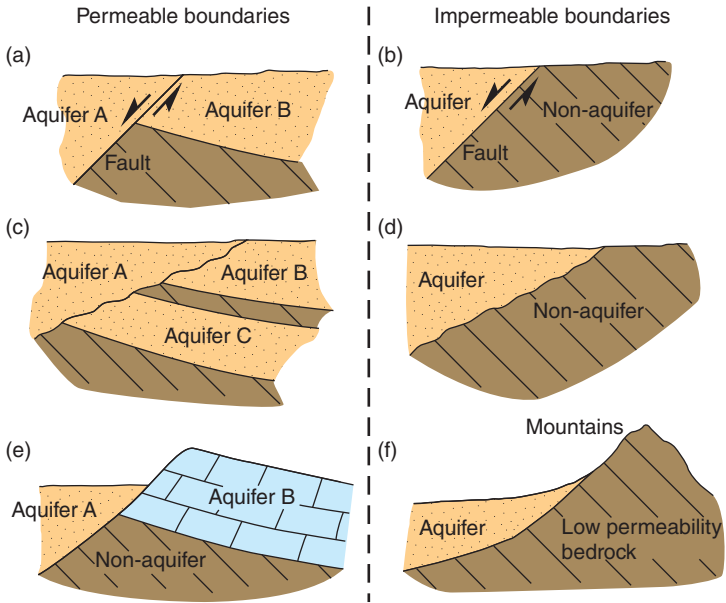 Permeable boundaries
Impermeable boundaries
(a)
Aquifer A
Aquifer B
Fault
(b)
Aquifer
Non-aquifer
Fault
(c)
Aquifer A
Aquifer B
Aquifer C
(d)
Aquifer
Non-aquifer
(e)
Aquifer A
Aquifer B
Non-aquifer
(f)
Mountains
Aquifer
Low permeability
bedrock